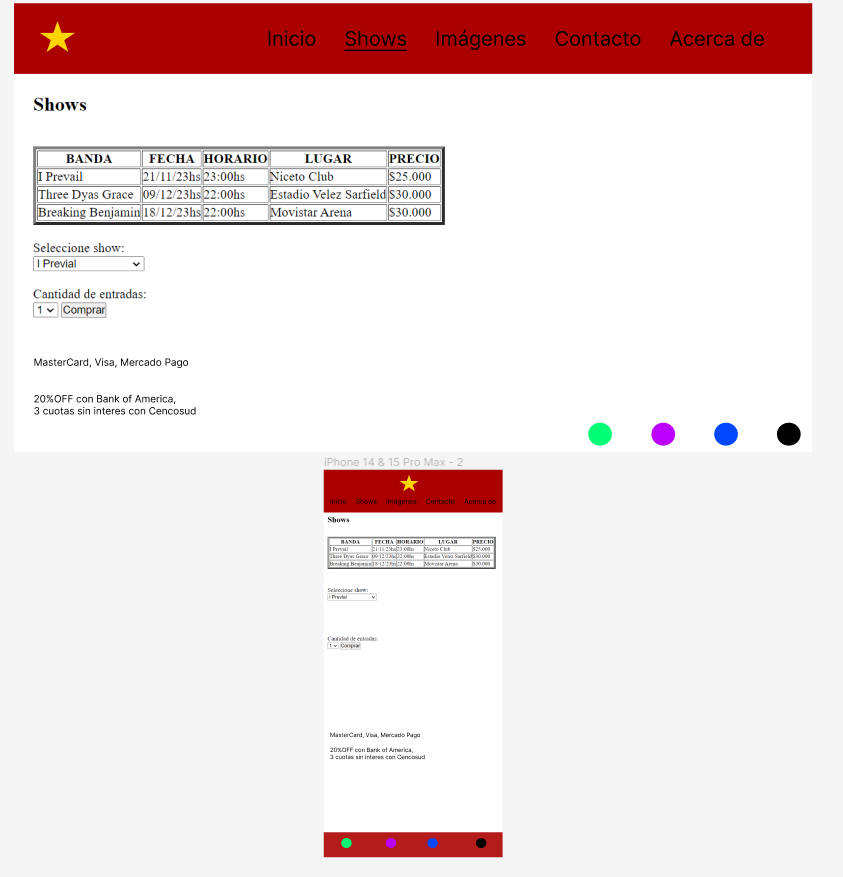 Inicio Shows Imágenes Contacto Acerca de
Shows
BANDA FECHA HORARIO LUGAR PRECIO
I Prevail 21/11/23hs 23:00hs Niceto Club $25.000
Three Dyas Grace 09/12/23hs 22:00hs Estadio Velez Sarfield $30.000
Breaking Benjamin 18/12/23hs 22:00hs Movistar Arena $30.000
Seleccione show:
I Previal
Cantidad de entradas:
1 Comprar
MasterCard, Visa, Mercado Pago
20%OFF con Bank of America,
3 cuotas sin interes con Cencosud
iPhone 14 & 15 Pro Max - 2
Inicio Shows Imágenes Contacto Acerca de
Shows
BANDA FECHA HORARIO LUGAR PRECIO
I Prevail 21/11/23hs 23:00hs Niceto Club $25.000
Three Dyas Grace 09/12/23hs 22:00hs Estadio Velez Sarfield $30.000
Breaking Benjamin 18/12/23hs 22:00hs Movistar Arena $30.000
Seleccione show:
I Previal
Cantidad de entradas:
1 Comprar
MasterCard, Visa, Mercado Pago
20%OFF con Bank of America,
3 cuotas sin interes con Cencosud